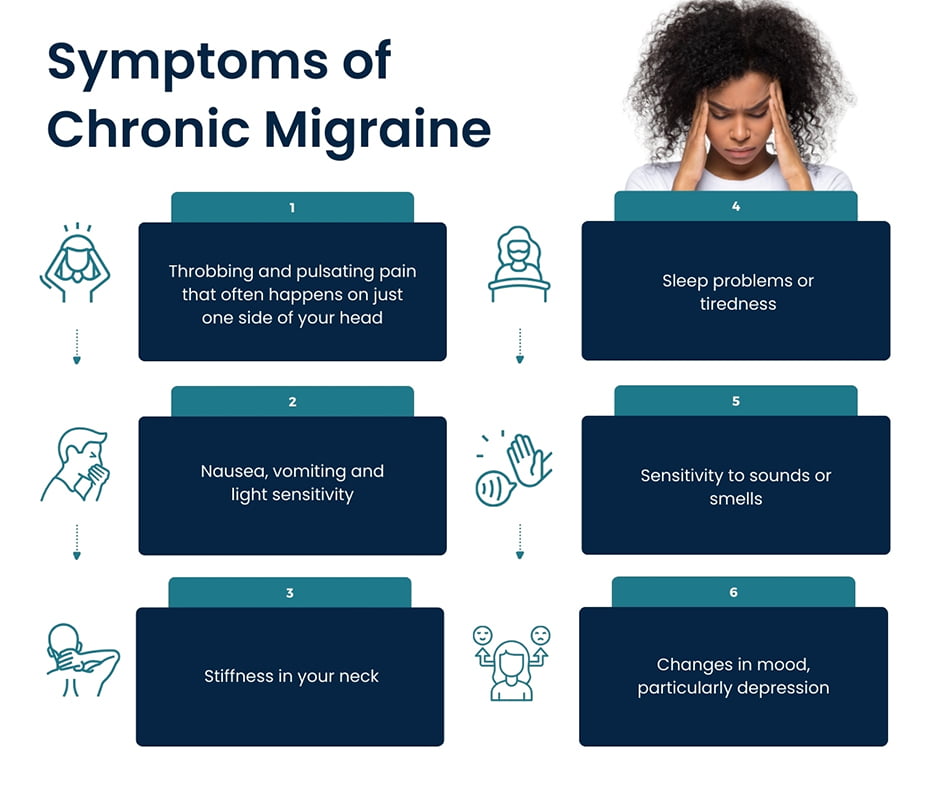 Symptoms of
Chronic Migraine
1
Throbbing and pulsating pain
that often happens on just
one side of your head
2
Nausea, vomiting and
light sensitivity
3
Stiffness in your neck
4
Sleep problems or
tiredness
5
Sensitivity to sounds or
smells
6
Changes in mood,
particularly depression